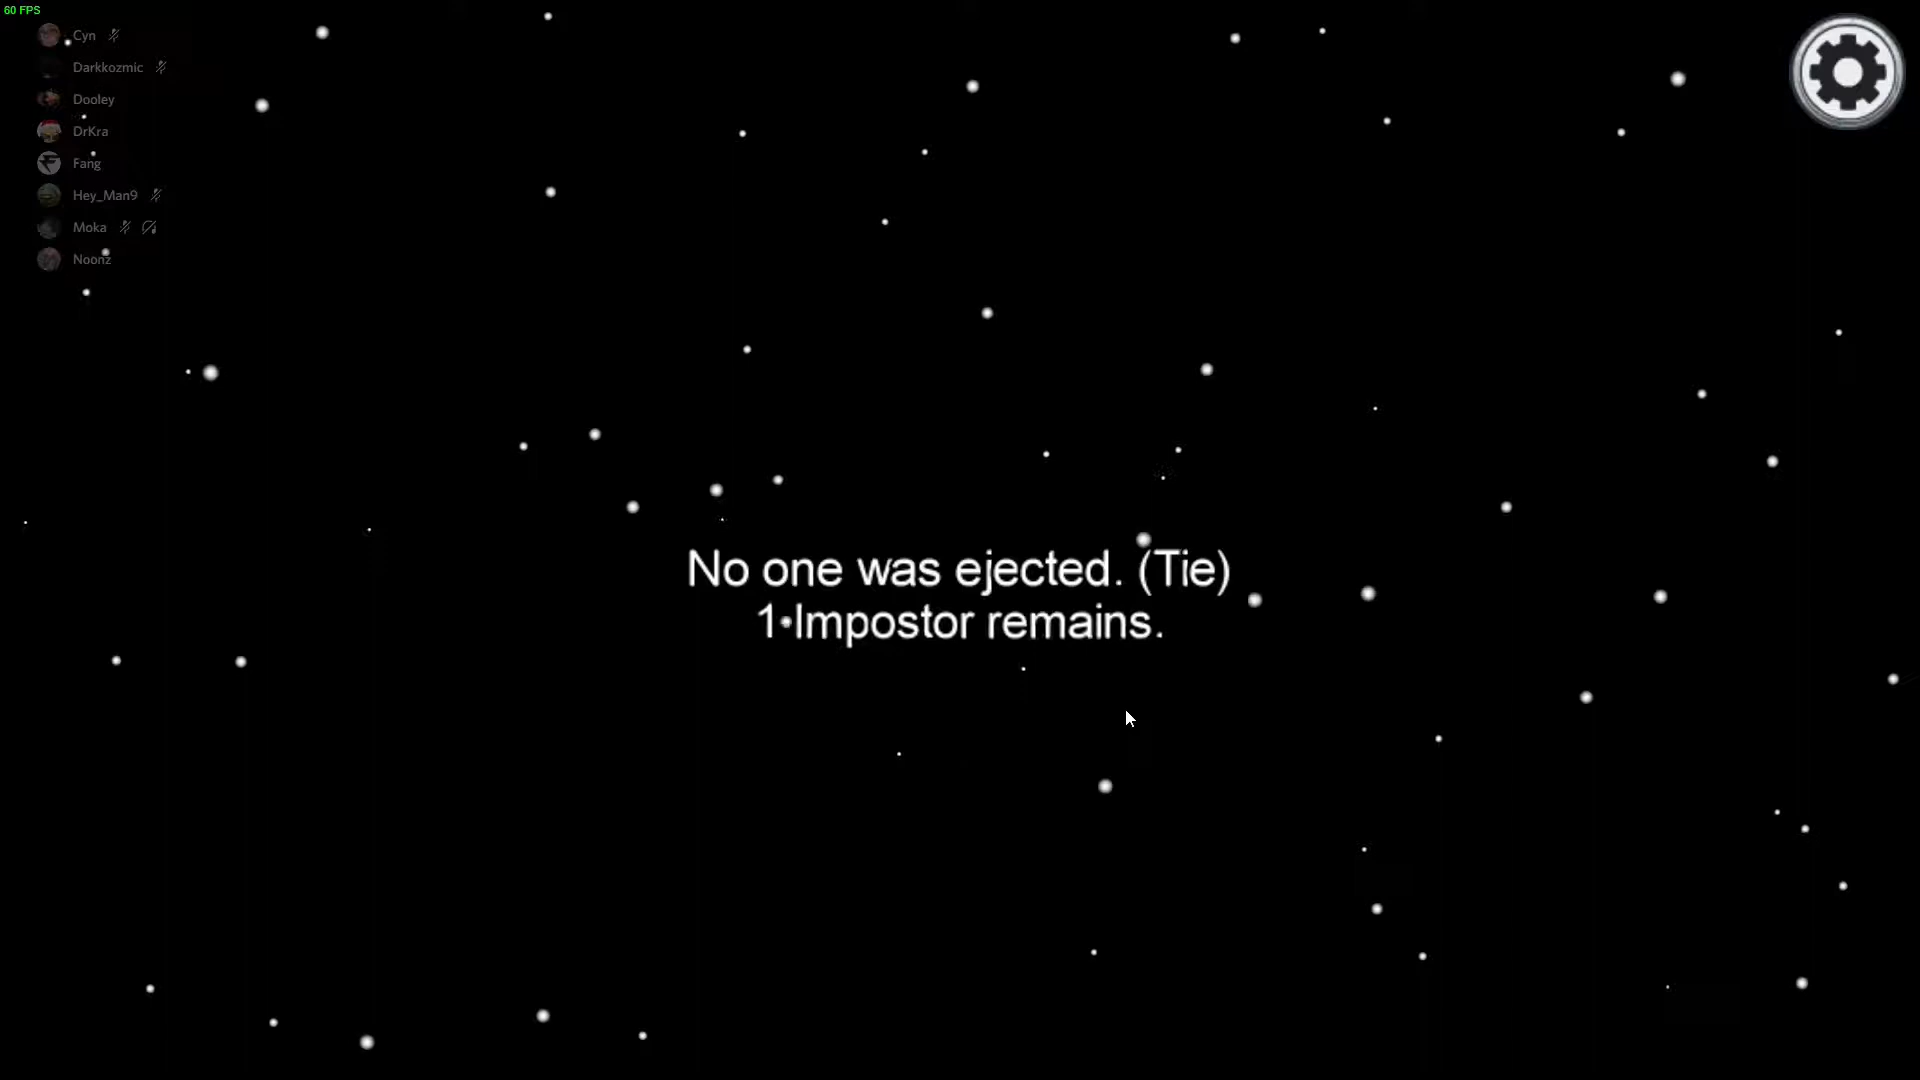 60 FPS
Cyn
Darkkozmic
Dooley
DrKra
Fang
Hey_Man9
Moka
Noonz
No one was ejected. (Tie)
1 Impostor remains.